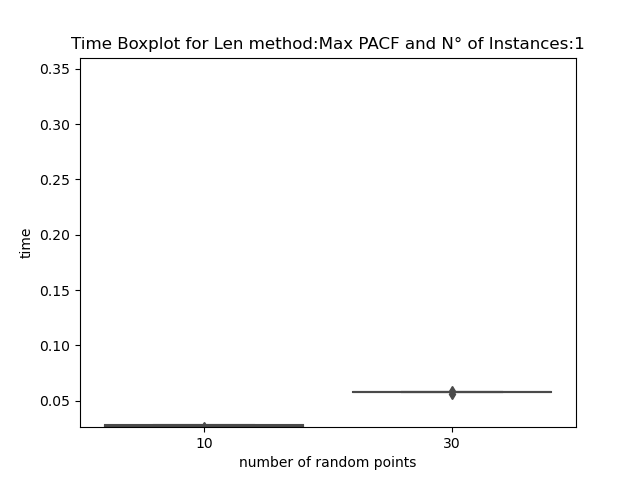 Time Boxplot for Len method:Max PACF and N° of Instances:1
0.35
0.30
0.25
0.20
0.15
0.10
0.05
time
10 30
number of random points